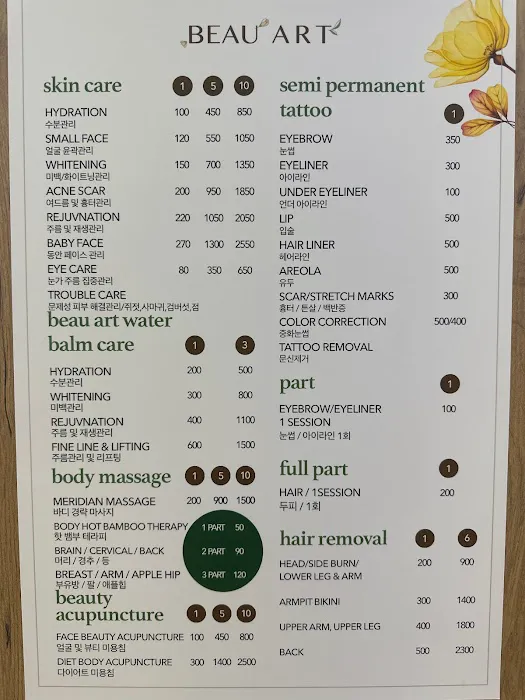 BEAU ART
skin care 1 5 10
HYDRATION 100 450 850
수분관리
SMALL FACE 120 550 1050
얼굴 윤곽관리
WHITENING 150 700 1350
미백/화이트닝관리
ACNE SCAR 200 950 1850
여드름 및 흉터관리
REJUVNATION 220 1050 2050
주름 및 재생관리
BABY FACE 270 1300 2550
동안 페이스 관리
EYE CARE 80 350 650
눈가 주름 집중관리
TROUBLE CARE
문제성 피부 해결관리/쥐젖,사마귀,검버섯,점
beau art water
balm care 1 3
HYDRATION 200 500
수분관리
WHITENING 300 800
미백관리
REJUVNATION 400 1100
주름 및 재생관리
FINE LINE & LIFTING 600 1500
주름관리 및 리프팅
body massage 1 5 10
MERIDIAN MASSAGE 200 900 1500
바디 경락 마사지
BODY HOT BAMBOO THERAPY 1 PART 50
핫 뱀부 테라피
BRAIN / CERVICAL / BACK 2 PART 90
머리 / 경추 / 등
BREAST / ARM / APPLE HIP 3 PART 120
부유방 / 팔 / 애플힙
beauty
acupuncture 1 5 10
FACE BEAUTY ACUPUNCTURE 100 450 800
얼굴 및 뷰티 미용침
DIET BODY ACUPUNCTURE 300 1400 2500
다이어트 미용침
semi permanent
tattoo 1
EYEBROW 350
눈썹
EYELINER 300
아이라인
UNDER EYELINER 100
언더 아이라인
LIP 500
입술
HAIR LINER 500
헤어라인
AREOLA 500
유두
SCAR/STRETCH MARKS 300
흉터 / 튼살 / 백반증
COLOR CORRECTION 500/400
중화눈썹
TATTOO REMOVAL
문신제거
part 1
EYEBROW/EYELINER 100
1 SESSION
눈썹 / 아이라인 1회
full part 1
HAIR / 1SESSION 200
두피 / 1회
hair removal 1 6
HEAD/SIDE BURN/ 200 900
LOWER LEG & ARM
ARMPIT BIKINI 300 1400
UPPER ARM, UPPER LEG 400 1800
BACK 500 2300